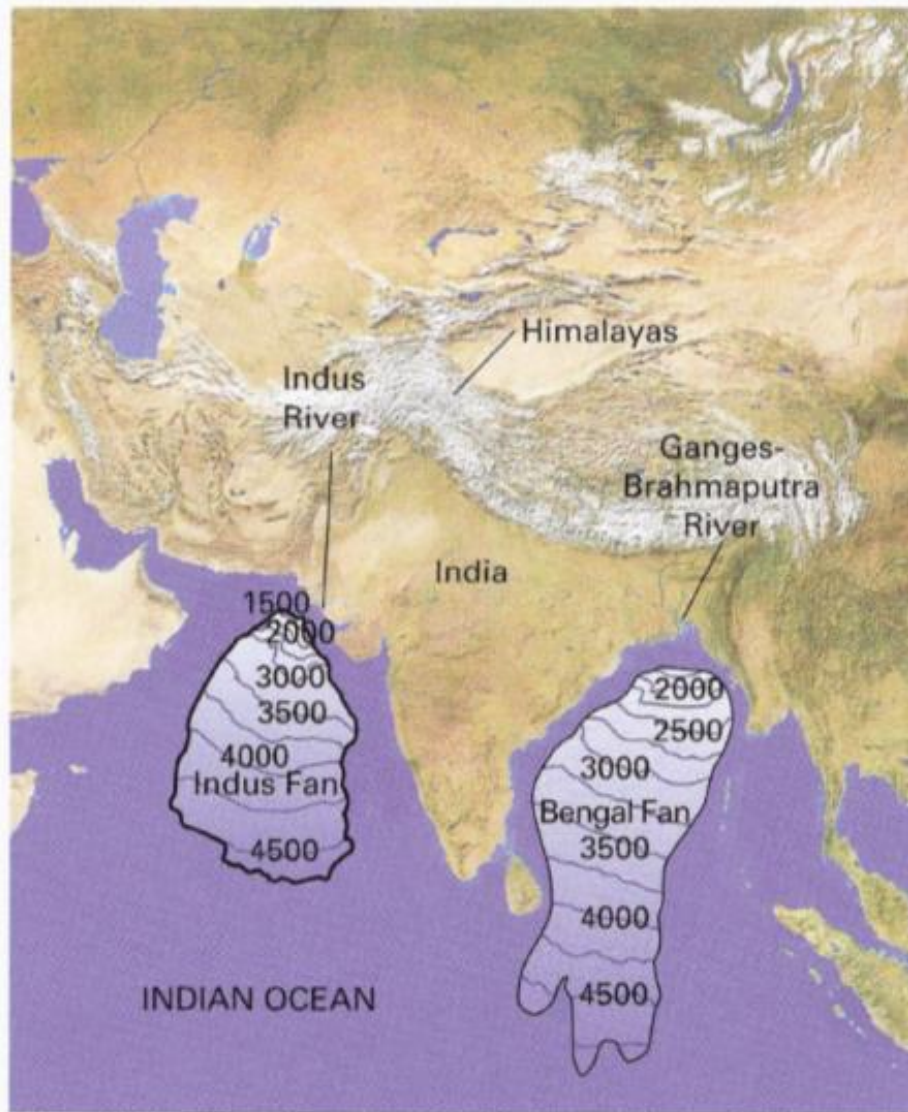 Himalayas
Indus
River
Ganges-
Brahmaputra
River
India
1500
2000
3000
3500
4000
Indus Fan
4500
2000
2500
3000
Bengal Fan
3500
4000
4500
INDIAN OCEAN